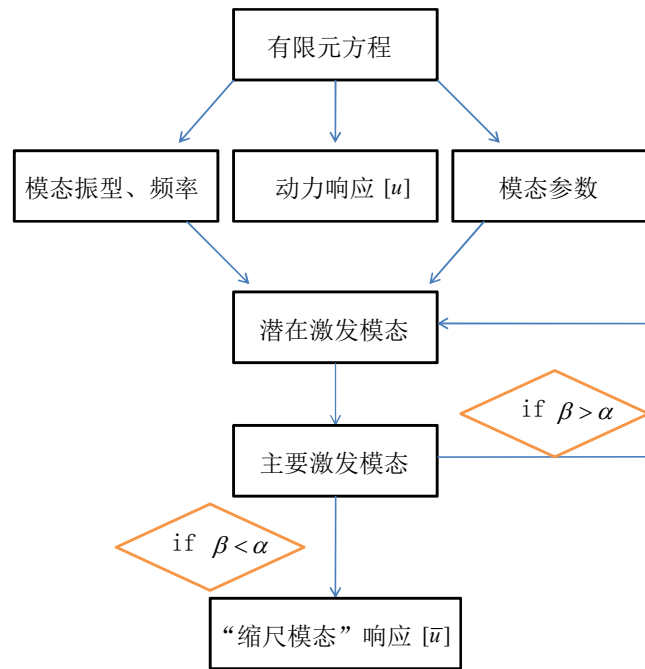 有限元方程
模态振型、频率
动力响应 [u]
模态参数
潜在激发模态
if β > α
主要激发模态
if β < α
“缩尺模态”响应 [u̅]